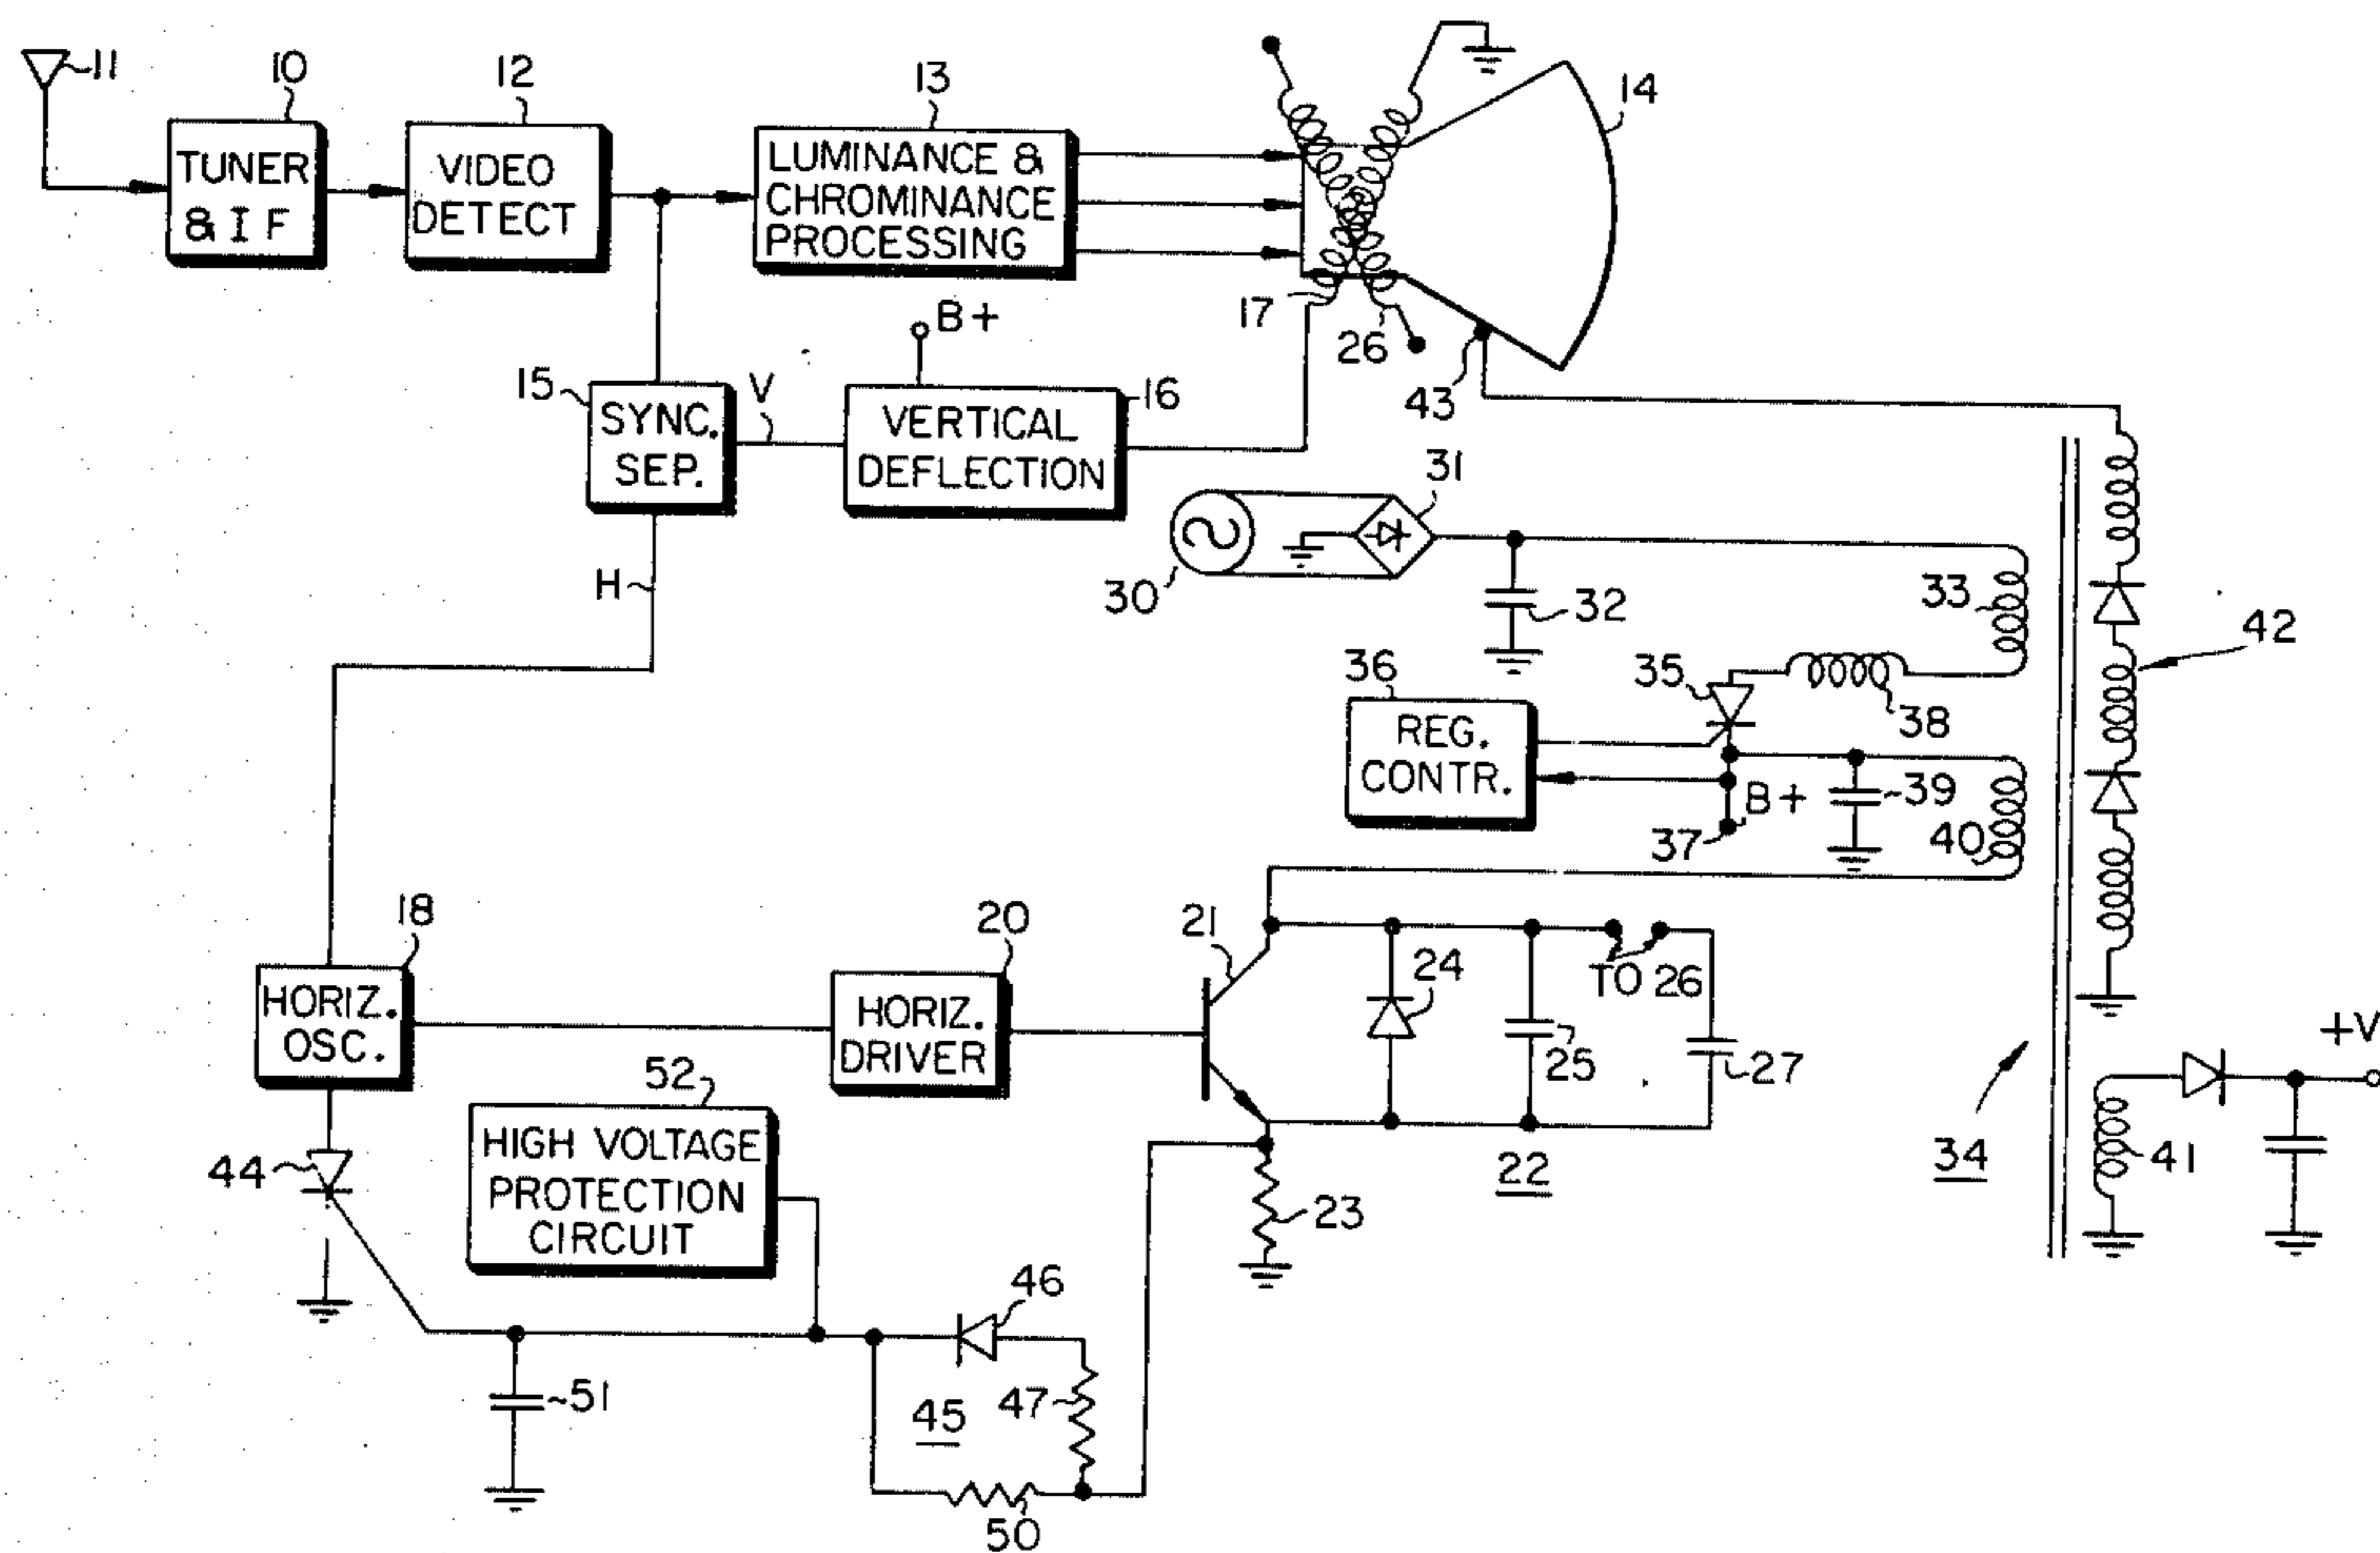 11
10
TUNER
& IF
12
VIDEO
DETECT
13
LUMINANCE &
CHROMINANCE
PROCESSING
14
17
26
43
B+
15
SYNC.
SEP.
V
16
VERTICAL
DEFLECTION
H
30
31
32
33
42
36
REG.
CONTR.
35
38
37
B+
39
40
18
HORIZ.
OSC.
20
HORIZ.
DRIVER
21
24
TO 26
25
27
22
23
34
41
+V
44
52
HIGH VOLTAGE
PROTECTION
CIRCUIT
46
51
45
47
50